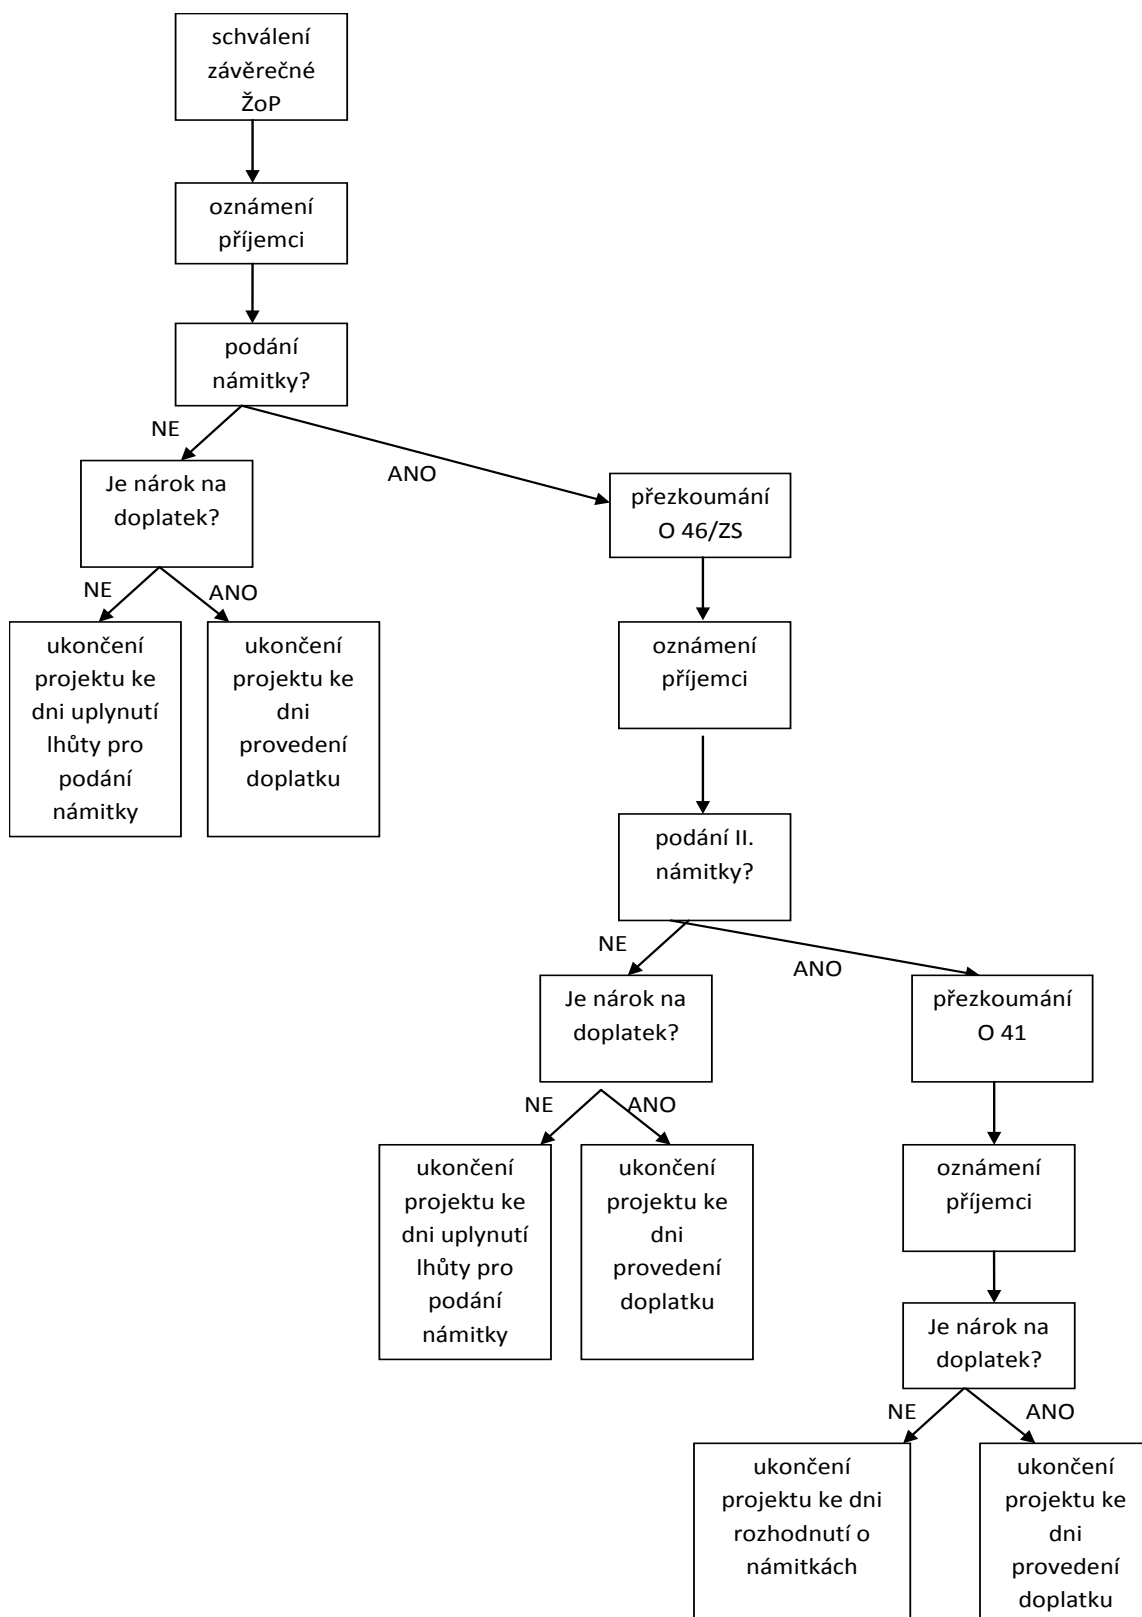 schválení
závěrečné
ŽoP
oznámení
příjemci
podání
námitky?
NE
ANO
Je nárok na
doplatek?
přezkoumání
O 46/ZS
NE
ANO
ukončení
projektu ke
dni uplynutí
lhůty pro
podání
námitky
ukončení
projektu ke
dni
provedení
doplatku
oznámení
příjemci
podání II.
námitky?
NE
ANO
Je nárok na
doplatek?
přezkoumání
O 41
NE
ANO
ukončení
projektu ke
dni uplynutí
lhůty pro
podání
námitky
ukončení
projektu ke
dni
provedení
doplatku
oznámení
příjemci
Je nárok na
doplatek?
NE
ANO
ukončení
projektu ke dni
rozhodnutí o
námitkách
ukončení
projektu ke
dni
provedení
doplatku